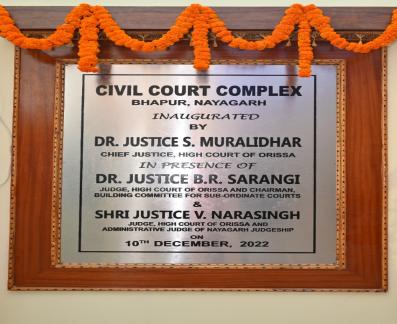 CIVIL COURT COMPLEX
BHAPUR, NAYAGARH
INAUGURATED
BY
DR. JUSTICE S. MURALIDHAR
CHIEF JUSTICE, HIGH COURT OF ORISSA
IN PRESENCE OF
DR. JUSTICE B.R. SARANGI
JUDGE, HIGH COURT OF ORISSA AND CHAIRMAN,
BUILDING COMMITTEE FOR SUB-ORDINATE COURTS
&
SHRI JUSTICE V. NARASINGH
JUDGE, HIGH COURT OF ORISSA AND
ADMINISTRATIVE JUDGE OF NAYAGARH JUDGESHIP
ON
10TH DECEMBER, 2022